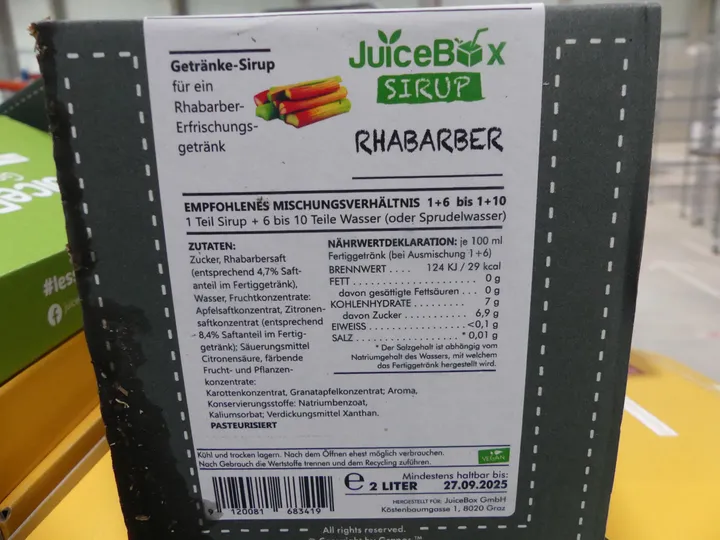 Getränke-Sirup
für ein
Rhabarber-
Erfrischungs-
getränk
JuiceBox
SIRUP
RHABARBER
EMPFOHLENES MISCHUNGSVERHÄLTNIS 1+6 bis 1+10
1 Teil Sirup + 6 bis 10 Teile Wasser (oder Sprudelwasser)
ZUTATEN:
Zucker, Rhabarbersaft
(entsprechend 4,7% Saft-
anteil im Fertiggetränk),
Wasser, Fruchtkonzentrate:
Apfelsaftkonzentrat, Zitronen-
saftkonzentrat (entsprechend
8,4% Saftanteil im Fertig-
getränk); Säuerungsmittel
Citronensäure, färbende
Frucht- und Pflanzen-
konzentrate:
Karottenkonzentrat, Granatapfelkonzentrat; Aroma,
Konservierungsstoffe: Natriumbenzoat,
Kaliumsorbat; Verdickungsmittel Xanthan.
PASTEURISIERT
NÄHRWERTDEKLARATION: je 100 ml
Fertiggetränk (bei Ausmischung 1+6)
BRENNWERT .... 124 KJ / 29 kcal
FETT ..................... 0 g
davon gesättigte Fettsäuren .. 0 g
KOHLENHYDRATE ........... 7 g
davon Zucker ............. 6,9 g
EIWEISS ................... <0,1 g
SALZ ..................... * 0,01 g
* Der Salzgehalt ist abhängig vom
Natriumgehalt des Wassers, mit welchem
das Fertiggetränk hergestellt wird.
Kühl und trocken lagern. Nach dem Öffnen ehest möglich verbrauchen.
Nach Gebrauch die Wertstoffe trennen und dem Recycling zuführen.
VEGAN
9 120081 683419
e 2 LITER
Mindestens haltbar bis:
27.09.2025
HERGESTELLT FÜR: JuiceBox GmbH
Köstenbaumgasse 1, 8020 Graz
All rights reserved.
#less